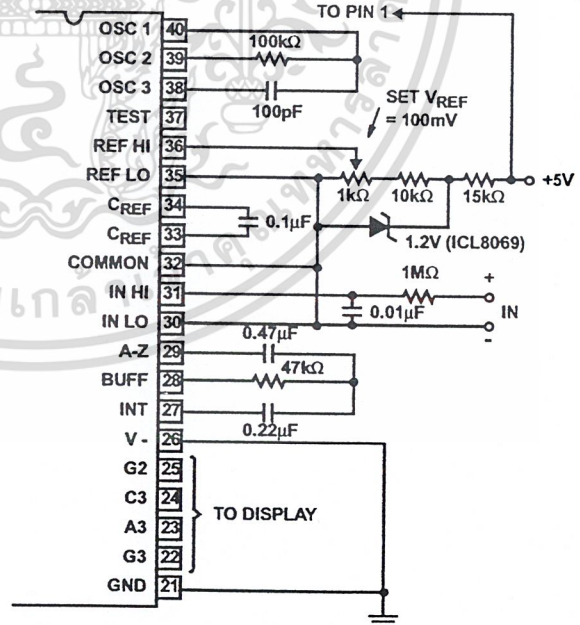 TO PIN 1
OSC 1 40
100kΩ
OSC 2 39
OSC 3 38
100pF
SET VREF
= 100mV
TEST 37
REF HI 36
REF LO 35
+5V
1kΩ 10kΩ 15kΩ
CREF 34
0.1µF
CREF 33
1.2V (ICL8069)
COMMON 32
1MΩ
+
IN HI 31
0.01µF
IN
IN LO 30
-
0.47µF
A-Z 29
47kΩ
BUFF 28
INT 27
0.22µF
V - 26
G2 25
C3 24
TO DISPLAY
A3 23
G3 22
GND 21